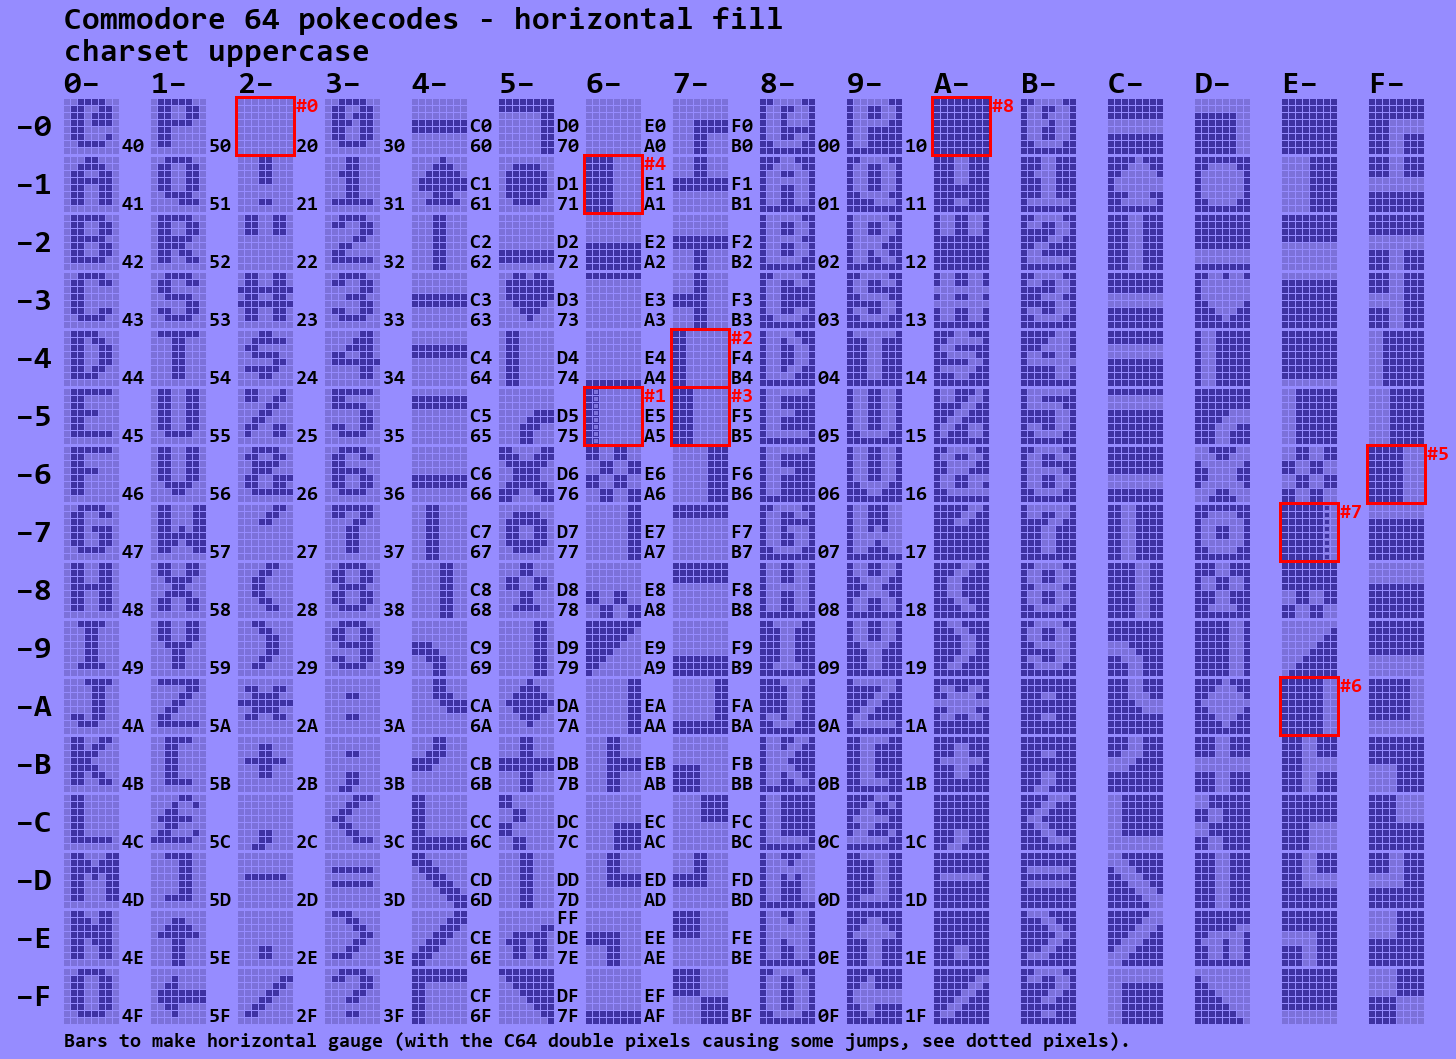 Commodore 64 pokecodes - horizontal fill
charset uppercase
0- 1- 2- 3- 4- 5- 6- 7- 8- 9- A- B- C- D- E- F-
#0 #8
-0 C0 D0 E0 F0
40 50 20 30 60 70 A0 B0 00 10
#4
-1 C1 D1 E1 F1
41 51 21 31 61 71 A1 B1 01 11
-2 C2 D2 E2 F2
42 52 22 32 62 72 A2 B2 02 12
-3 C3 D3 E3 F3
43 53 23 33 63 73 A3 B3 03 13
#2
-4 C4 D4 E4 F4
44 54 24 34 64 74 A4 B4 04 14
#1 #3
-5 C5 D5 E5 F5
45 55 25 35 65 75 A5 B5 05 15
#5
-6 C6 D6 E6 F6
46 56 26 36 66 76 A6 B6 06 16
#7
-7 C7 D7 E7 F7
47 57 27 37 67 77 A7 B7 07 17
-8 C8 D8 E8 F8
48 58 28 38 68 78 A8 B8 08 18
-9 C9 D9 E9 F9
49 59 29 39 69 79 A9 B9 09 19
#6
-A CA DA EA FA
4A 5A 2A 3A 6A 7A AA BA 0A 1A
-B CB DB EB FB
4B 5B 2B 3B 6B 7B AB BB 0B 1B
-C CC DC EC FC
4C 5C 2C 3C 6C 7C AC BC 0C 1C
-D CD DD ED FD
4D 5D 2D 3D 6D 7D AD BD 0D 1D
FF
-E CE DE EE FE
4E 5E 2E 3E 6E 7E AE BE 0E 1E
-F CF DF EF
4F 5F 2F 3F 6F 7F AF BF 0F 1F
Bars to make horizontal gauge (with the C64 double pixels causing some jumps, see dotted pixels).